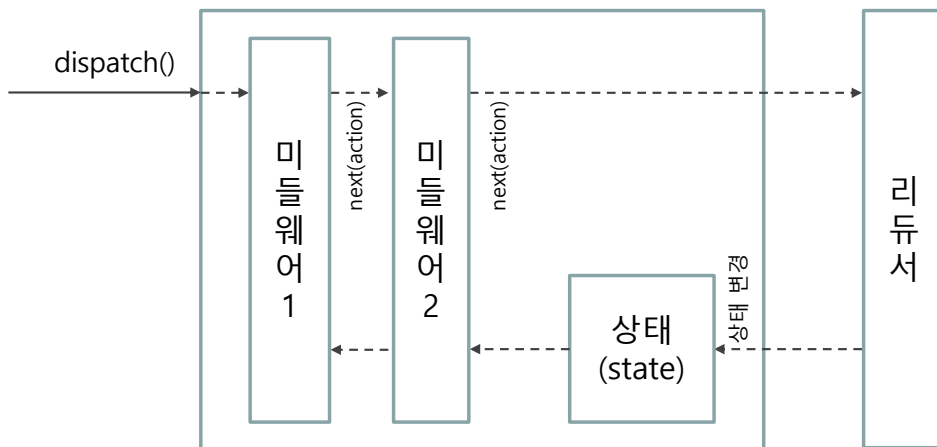 dispatch()
미들웨어1
next(action)
미들웨어2
next(action)
리듀서
상태 변경
상태
(state)